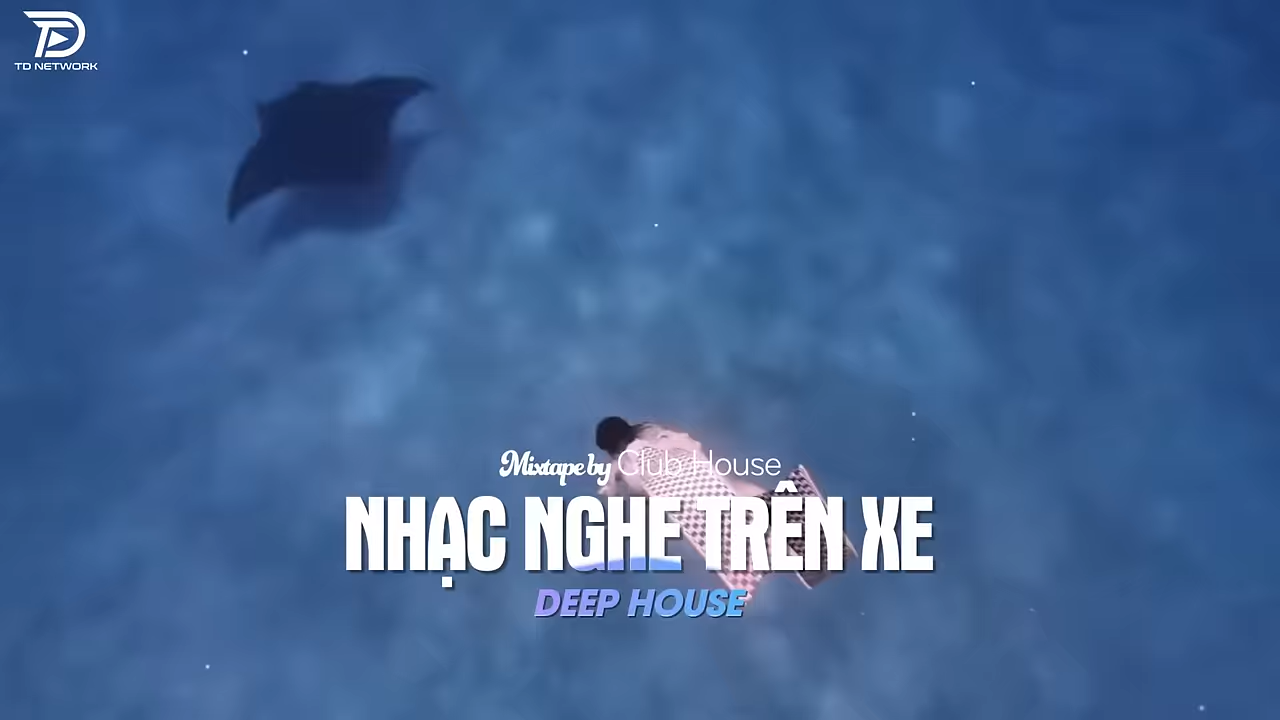 TD NETWORK
Mixtape by Club House
NHẠC NGHE TRÊN XE
DEEP HOUSE